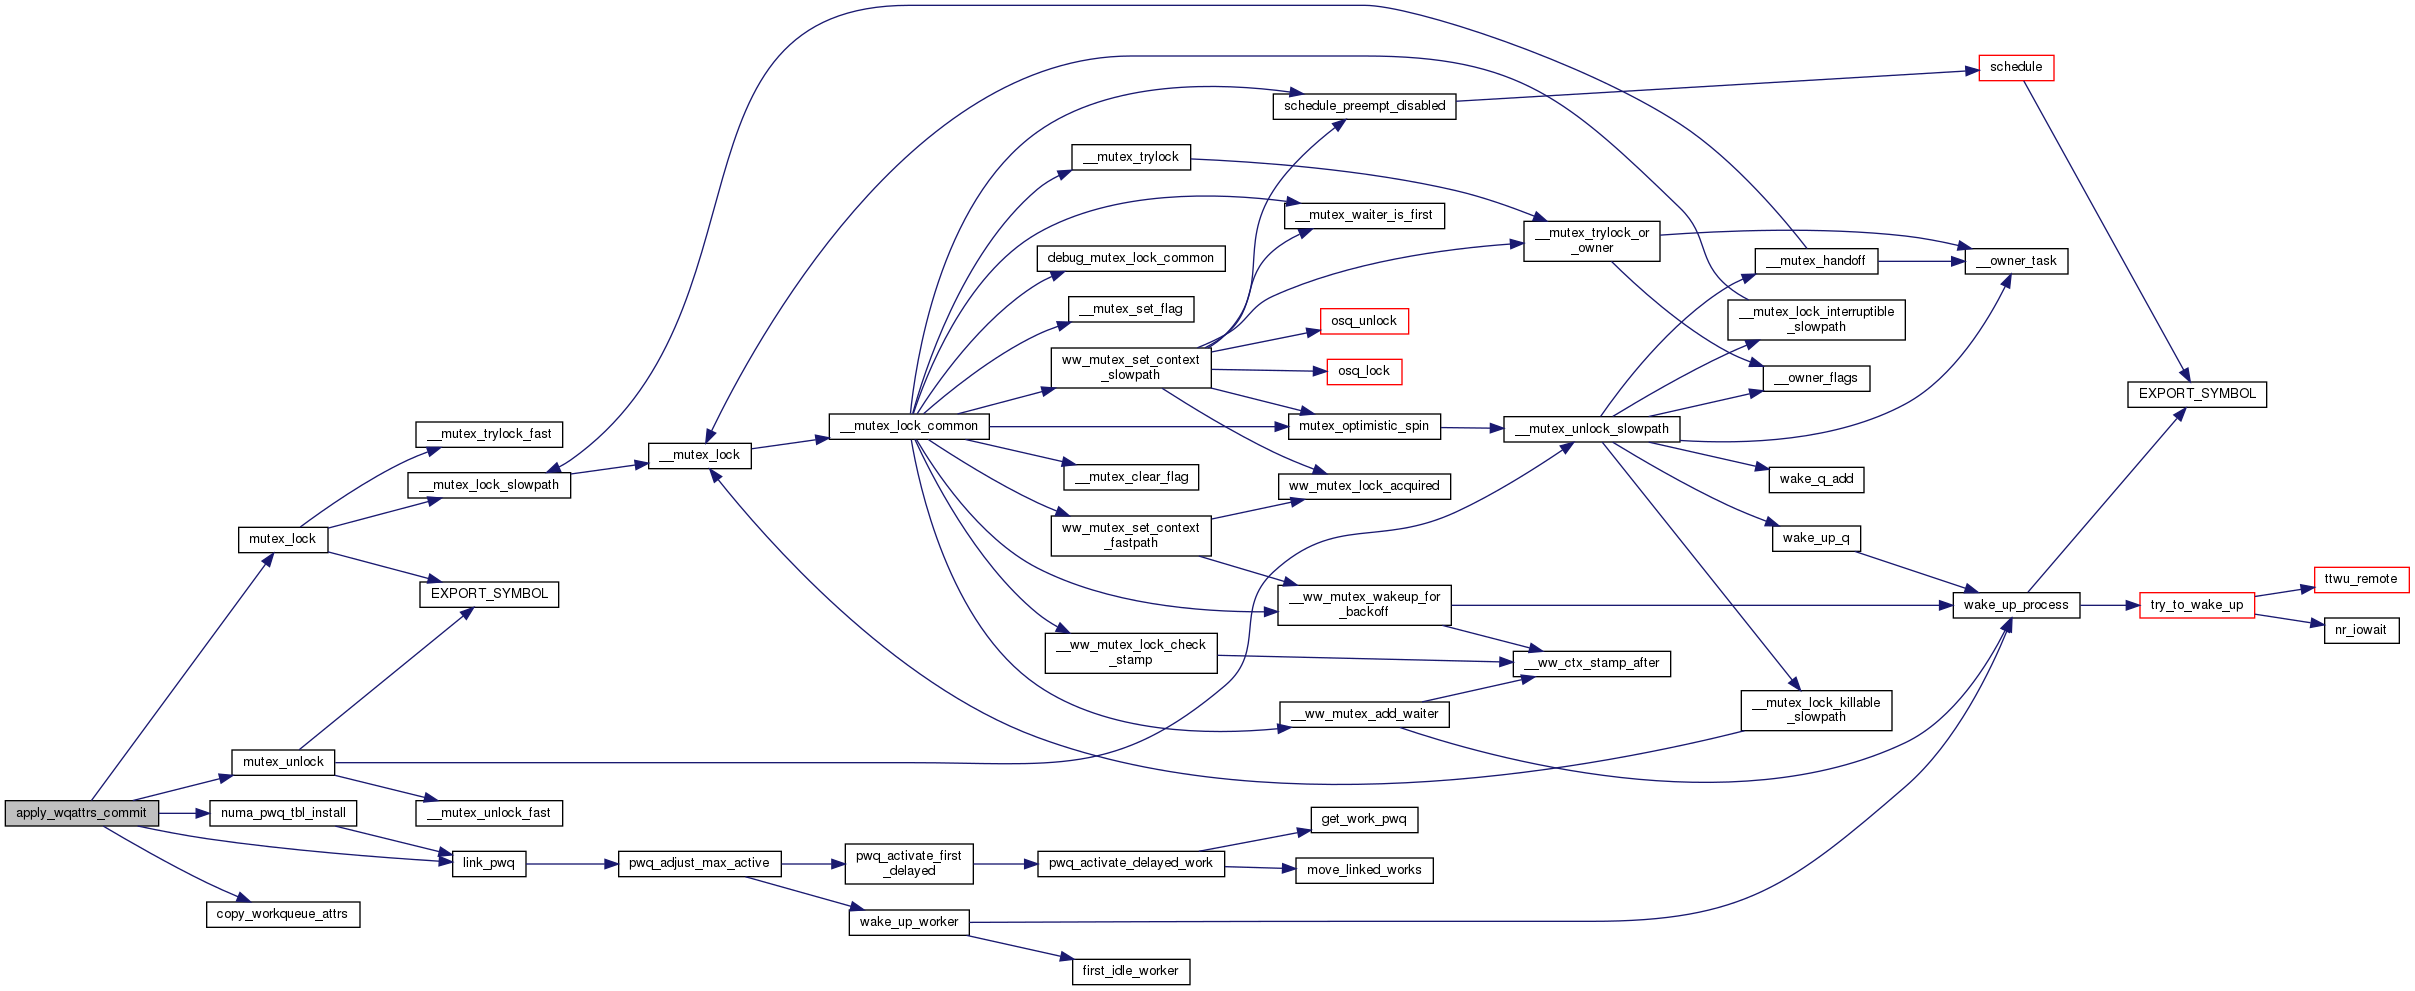 schedule
schedule_preempt_disabled
__mutex_trylock
__mutex_waiter_is_first
__mutex_trylock_or
_owner
debug_mutex_lock_common
__mutex_handoff
__owner_task
__mutex_set_flag
osq_unlock
__mutex_lock_interruptible
_slowpath
ww_mutex_set_context
_slowpath
osq_lock
__owner_flags
EXPORT_SYMBOL
__mutex_trylock_fast
__mutex_lock_common
mutex_optimistic_spin
__mutex_unlock_slowpath
__mutex_lock
__mutex_lock_slowpath
__mutex_clear_flag
ww_mutex_lock_acquired
wake_q_add
mutex_lock
ww_mutex_set_context
_fastpath
wake_up_q
EXPORT_SYMBOL
__ww_mutex_wakeup_for
_backoff
wake_up_process
try_to_wake_up
ttwu_remote
nr_iowait
__ww_mutex_lock_check
_stamp
__ww_ctx_stamp_after
__ww_mutex_add_waiter
__mutex_lock_killable
_slowpath
mutex_unlock
apply_wqattrs_commit
numa_pwq_tbl_install
__mutex_unlock_fast
get_work_pwq
link_pwq
pwq_adjust_max_active
pwq_activate_first
_delayed
pwq_activate_delayed_work
move_linked_works
copy_workqueue_attrs
wake_up_worker
first_idle_worker